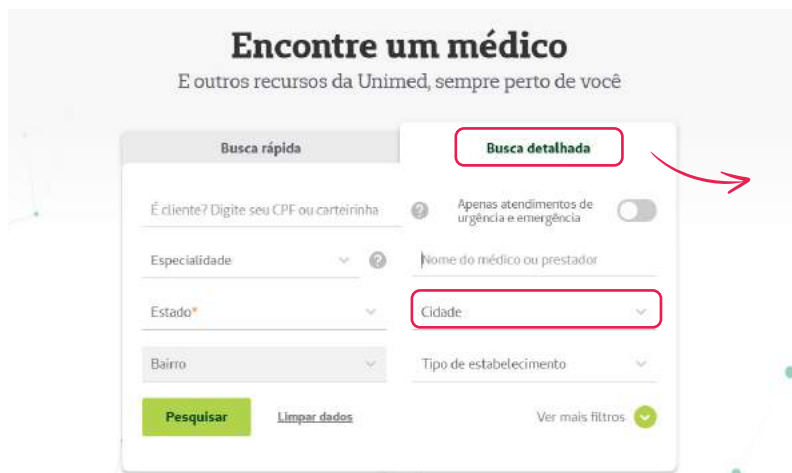 Encontre um médico
E outros recursos da Unimed, sempre perto de você
Busca rápida
Busca detalhada
É cliente? Digite seu CPF ou carteirinha
Apenas atendimentos de
urgência e emergência
Especialidade
Nome do médico ou prestador
Estado*
Cidade
Bairro
Tipo de estabelecimento
Pesquisar
Limpar dados
Ver mais filtros